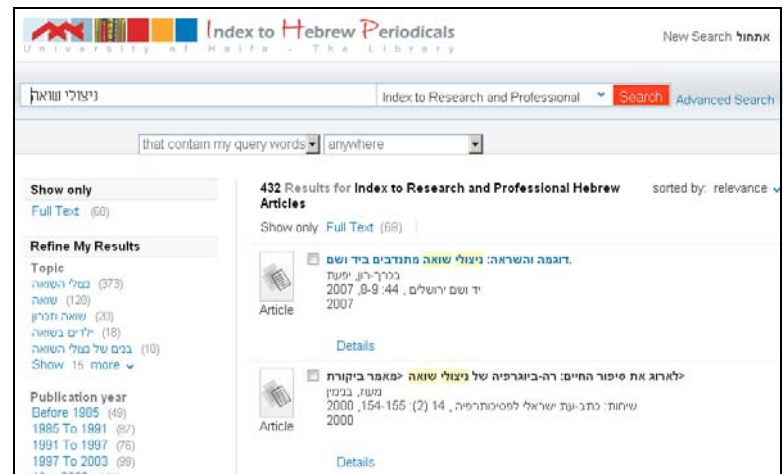 Index to Hebrew Periodicals
University of Haifa - The Library
New Search אתחול
ניצולי שואה
Index to Research and Professional
Search
Advanced Search
that contain my query words
anywhere
Show only
Full Text (68)
Refine My Results
Topic
נצולי השואה (373)
שואה (128)
שואה וזכרון (20)
ילדים בשואה (18)
בנים של נצולי השואה (18)
Show 15 more
Publication year
Before 1985 (49)
1985 To 1991 (87)
1991 To 1997 (76)
1997 To 2003 (99)
432 Results for Index to Research and Professional Hebrew
Articles
sorted by: relevance
Show only Full Text (68)
Article
דוגמה והשראה: ניצולי שואה מתנדבים ביד ושם.
בכרך-רון, יפעת
יד ושם ירושלים , 44: 8-9, 2007
2007
Details
Article
לארוג את סיפור החיים: רה-ביוגרפיה של ניצולי שואה <מאמר ביקורת>
מעוז, בנימין
שיחות: כתב-עת ישראלי לפסיכותרפיה , 14 (2): 154-155, 2000
2000
Details